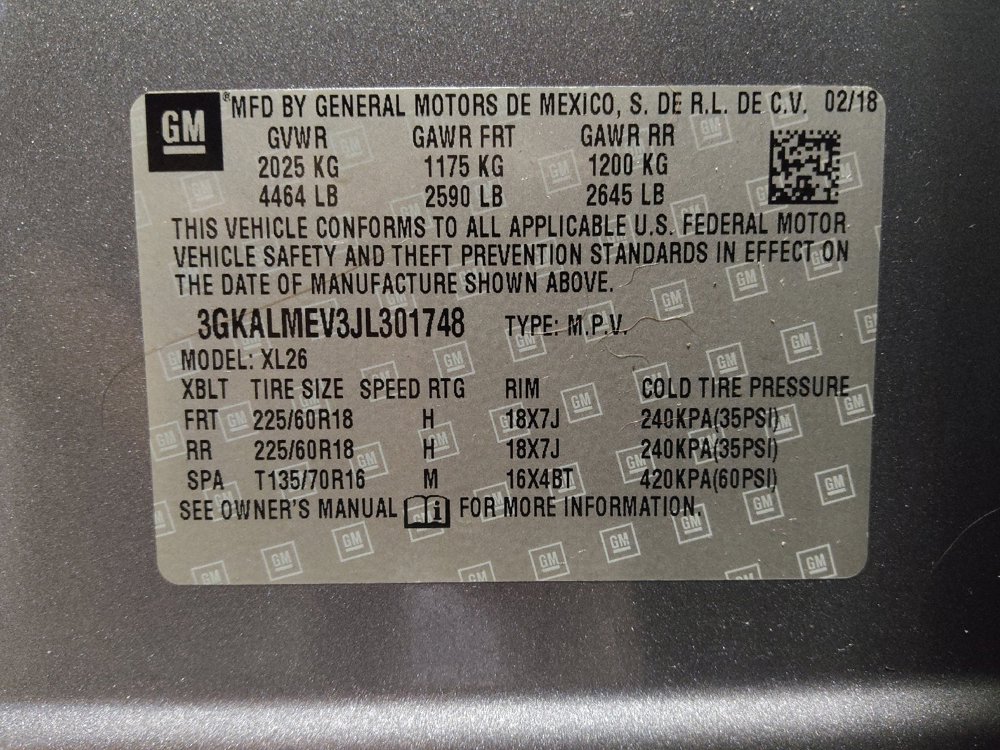 GM ®MFD BY GENERAL MOTORS DE MEXICO, S. DE R.L. DE C.V. 02/18
GVWR GAWR FRT GAWR RR
2025 KG 1175 KG 1200 KG
4464 LB 2590 LB 2645 LB
THIS VEHICLE CONFORMS TO ALL APPLICABLE U.S. FEDERAL MOTOR
VEHICLE SAFETY AND THEFT PREVENTION STANDARDS IN EFFECT ON
THE DATE OF MANUFACTURE SHOWN ABOVE.
3GKALMEV3JL301748 TYPE: M.P.V.
MODEL: XL26
XBLT TIRE SIZE SPEED RTG RIM COLD TIRE PRESSURE
FRT 225/60R18 H 18X7J 240KPA(35PSI)
RR 225/60R18 H 18X7J 240KPA(35PSI)
SPA T135/70R16 M 16X4BT 420KPA(60PSI)
SEE OWNER'S MANUAL i FOR MORE INFORMATION.